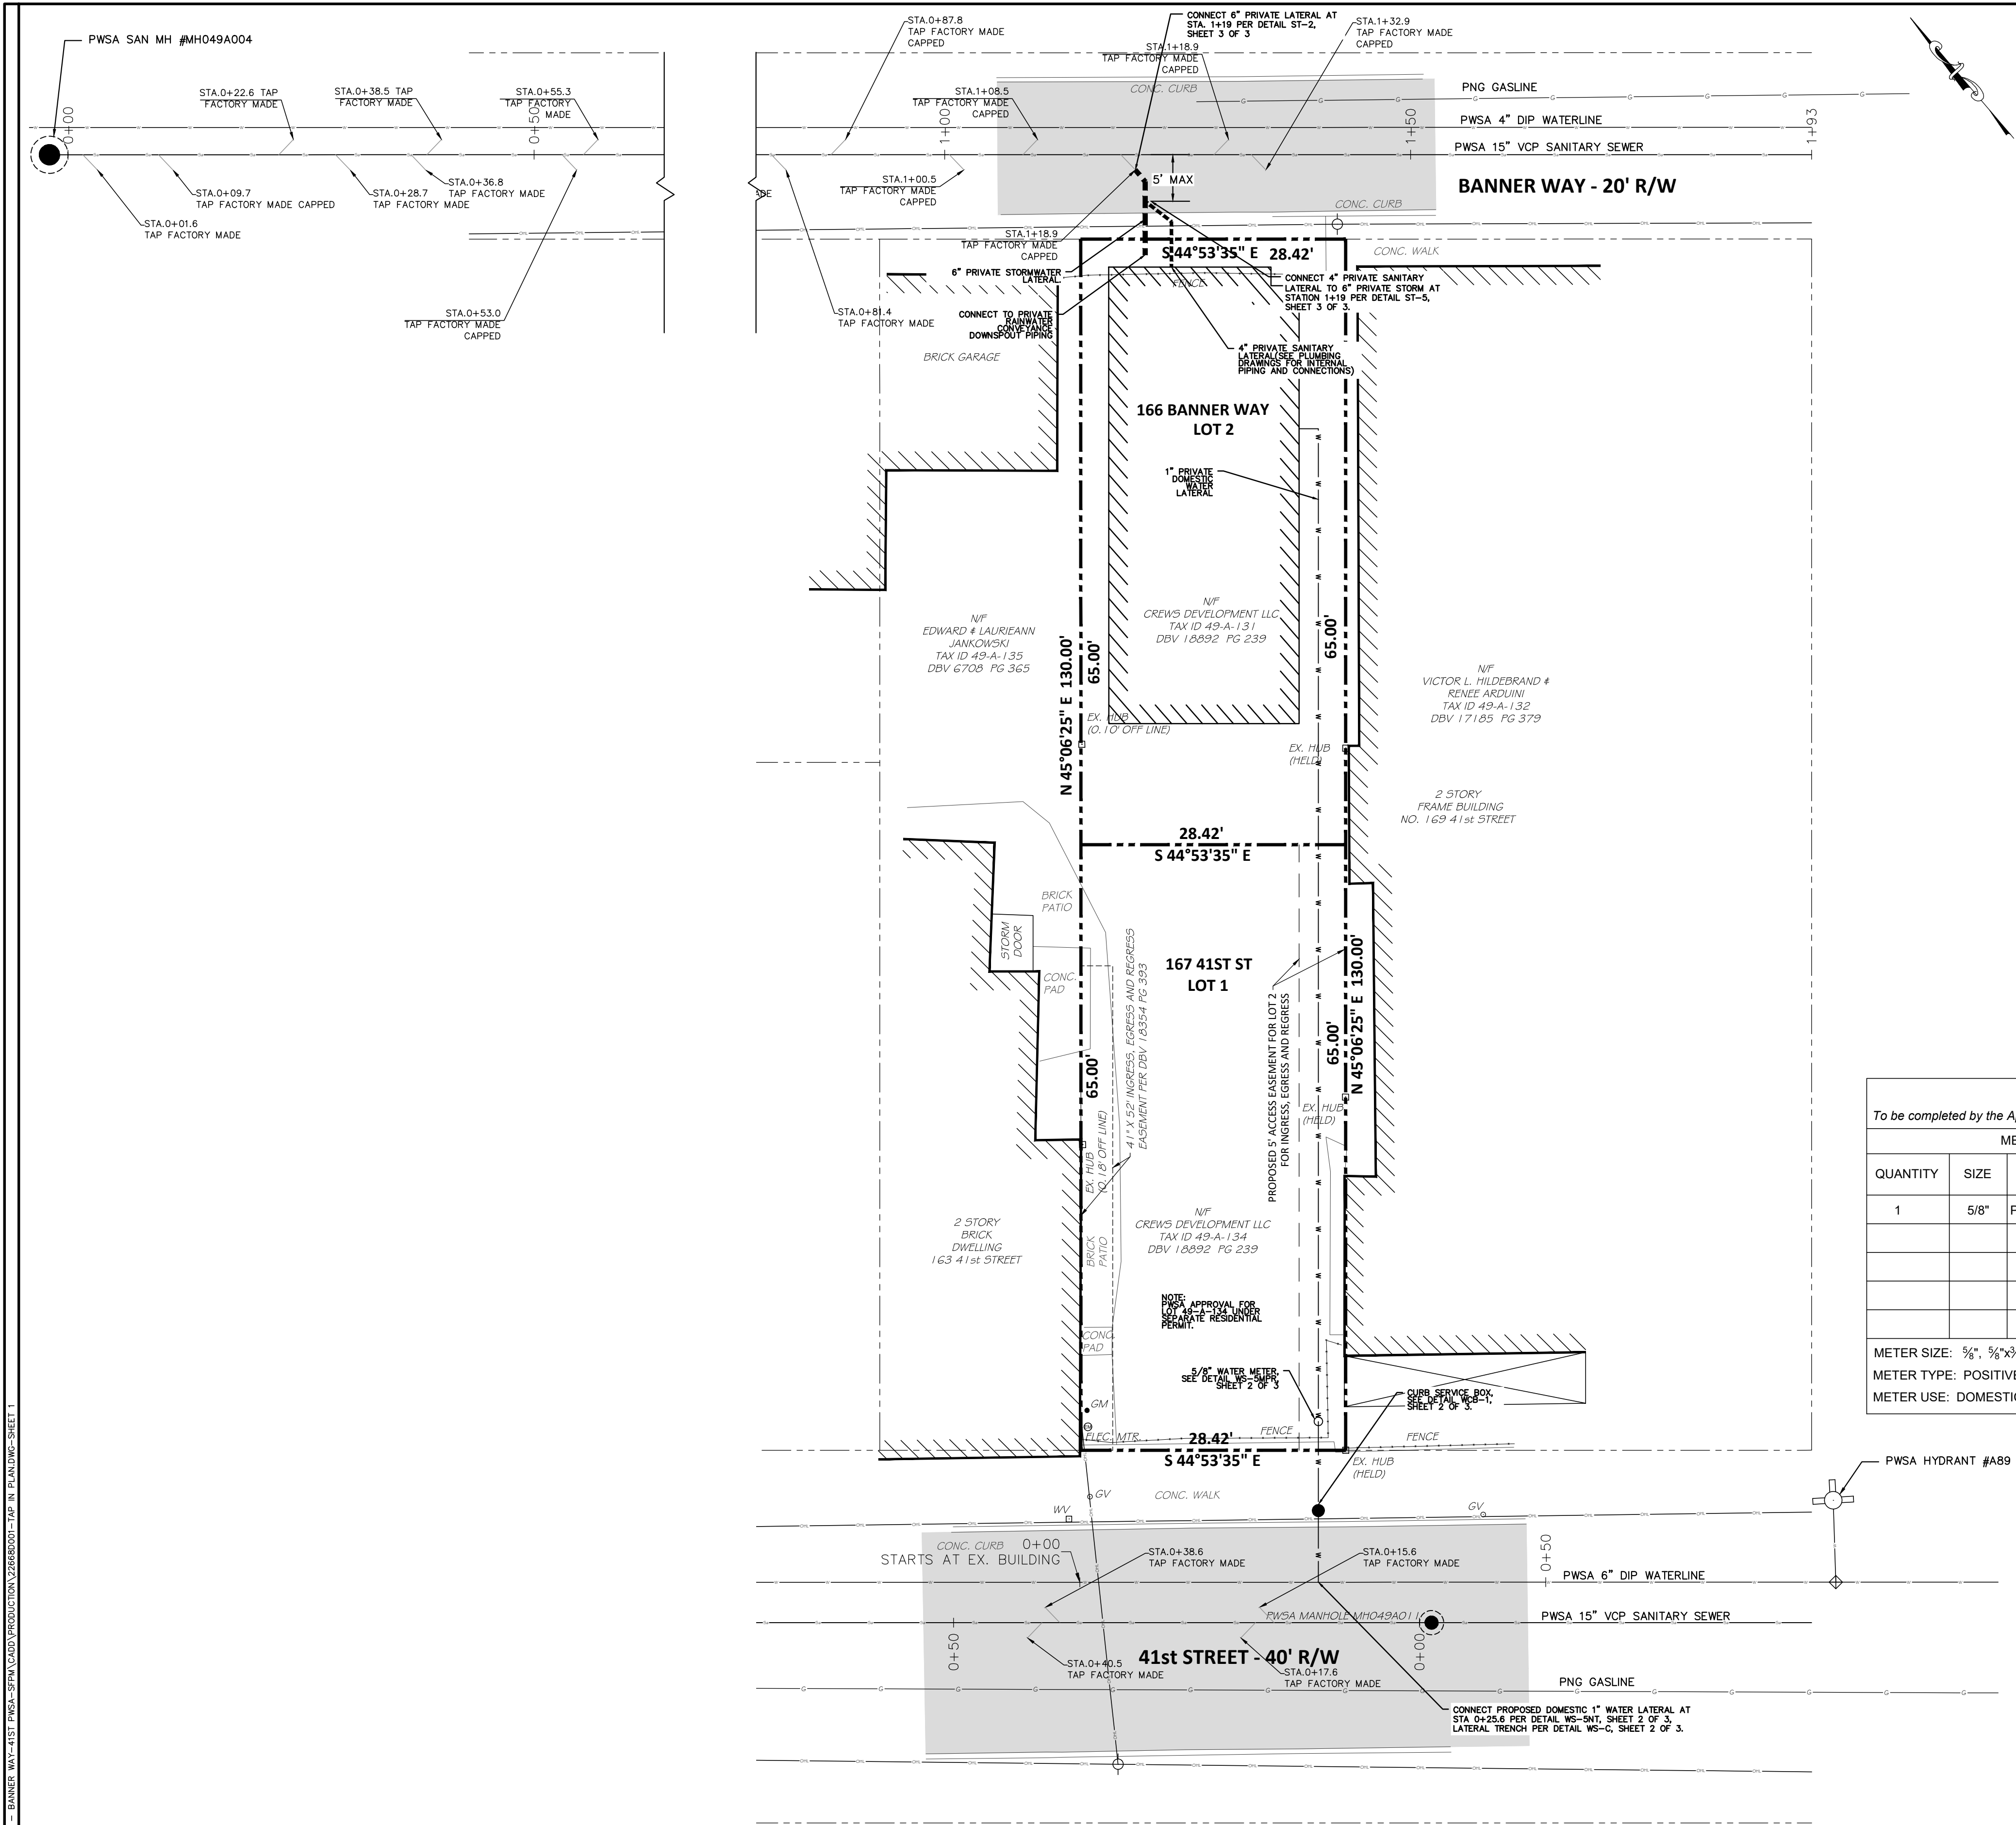 PWSA SAN MH #MH049A004
STA.0+22.6 TAP
FACTORY MADE
STA.0+38.5 TAP
FACTORY MADE
STA.0+55.3
TAP FACTORY
MADE
STA.0+87.8
TAP FACTORY MADE
CAPPED
CONNECT 6" PRIVATE LATERAL AT
STA. 1+19 PER DETAIL ST-2,
SHEET 3 OF 3
STA.1+18.9
TAP FACTORY MADE
CAPPED
STA.1+32.9
TAP FACTORY MADE
CAPPED
STA.1+08.5
TAP FACTORY MADE
CAPPED
CONC. CURB
PNG GASLINE
PWSA 4" DIP WATERLINE
PWSA 15" VCP SANITARY SEWER
0+00
0+50
1+00
1+50
1+93
BANNER WAY - 20' R/W
STA.0+01.6
TAP FACTORY MADE
STA.0+09.7
TAP FACTORY MADE CAPPED
STA.0+28.7
TAP FACTORY MADE
STA.0+36.8
TAP FACTORY MADE
STA.0+53.0
TAP FACTORY MADE
CAPPED
STA.0+81.4
TAP FACTORY MADE
STA.1+00.5
TAP FACTORY MADE
CAPPED
5' MAX
CONC. CURB
STA.1+18.9
TAP FACTORY MADE
CAPPED
S 44°53'35" E 28.42'
CONC. WALK
6" PRIVATE STORMWATER
LATERAL.
FENCE
CONNECT 4" PRIVATE SANITARY
LATERAL TO 6" PRIVATE STORM AT
STATION 1+19 PER DETAIL ST-5,
SHEET 3 OF 3.
CONNECT TO PRIVATE
RAINWATER
CONVEYANCE
DOWNSPOUT PIPING
BRICK GARAGE
4" PRIVATE SANITARY
LATERAL(SEE PLUMBING
DRAWINGS FOR INTERNAL
PIPING AND CONNECTIONS)
166 BANNER WAY
LOT 2
1" PRIVATE
DOMESTIC
WATER
LATERAL
N/F
EDWARD & LAURIEANN
JANKOWSKI
TAX ID 49-A-135
DBV 6708 PG 365
N/F
CREWS DEVELOPMENT LLC
TAX ID 49-A-131
DBV 18892 PG 239
N 45°06'25" E 130.00'
65.00'
65.00'
N/F
VICTOR L. HILDEBRAND &
RENEE ARDUINI
TAX ID 49-A-132
DBV 17185 PG 379
EX. HUB
(0.10' OFF LINE)
EX. HUB
(HELD)
2 STORY
FRAME BUILDING
NO. 169 41st STREET
28.42'
S 44°53'35" E
BRICK
PATIO
STORM
DOOR
CONC.
PAD
167 41ST ST
LOT 1
41" X 52' INGRESS, EGRESS AND REGRESS
EASEMENT PER DBV 18354 PG 393
PROPOSED 5' ACCESS EASEMENT FOR LOT 2
FOR INGRESS, EGRESS AND REGRESS
65.00'
65.00'
N 45°06'25" E 130.00'
EX. HUB
(HELD)
EX. HUB
(0.18' OFF LINE)
2 STORY
BRICK
DWELLING
163 41st STREET
BRICK
PATIO
N/F
CREWS DEVELOPMENT LLC
TAX ID 49-A-134
DBV 18892 PG 239
NOTE:
PWSA APPROVAL FOR
LOT 49-A-134 UNDER
SEPARATE RESIDENTIAL
PERMIT.
CONC.
PAD
5/8" WATER METER,
SEE DETAIL WS-5MPR,
SHEET 2 OF 3
CURB SERVICE BOX,
SEE DETAIL WCB-1,
SHEET 2 OF 3.
GM
ELEC. MTR.
FENCE
FENCE
28.42'
S 44°53'35" E
EX. HUB
(HELD)
GV
WV
CONC. WALK
GV
CONC. CURB
0+00
STARTS AT EX. BUILDING
0+50
STA.0+38.6
TAP FACTORY MADE
STA.0+15.6
TAP FACTORY MADE
PWSA 6" DIP WATERLINE
PWSA MANHOLE MH049A011
PWSA 15" VCP SANITARY SEWER
0+50
0+00
41st STREET - 40' R/W
STA.0+40.5
TAP FACTORY MADE
STA.0+17.6
TAP FACTORY MADE
PNG GASLINE
CONNECT PROPOSED DOMESTIC 1" WATER LATERAL AT
STA 0+25.6 PER DETAIL WS-5NT, SHEET 2 OF 3,
LATERAL TRENCH PER DETAIL WS-C, SHEET 2 OF 3.
PWSA HYDRANT #A89
To be completed by the
QUANTITY SIZE
1 5/8"
METER SIZE: ⅝",
METER TYPE:
METER USE:
- BANNER WAY-41ST PWSA-SFPM\CADD\PRODUCTION\22668D001-TAP IN PLAN.DWG-SHEET 1